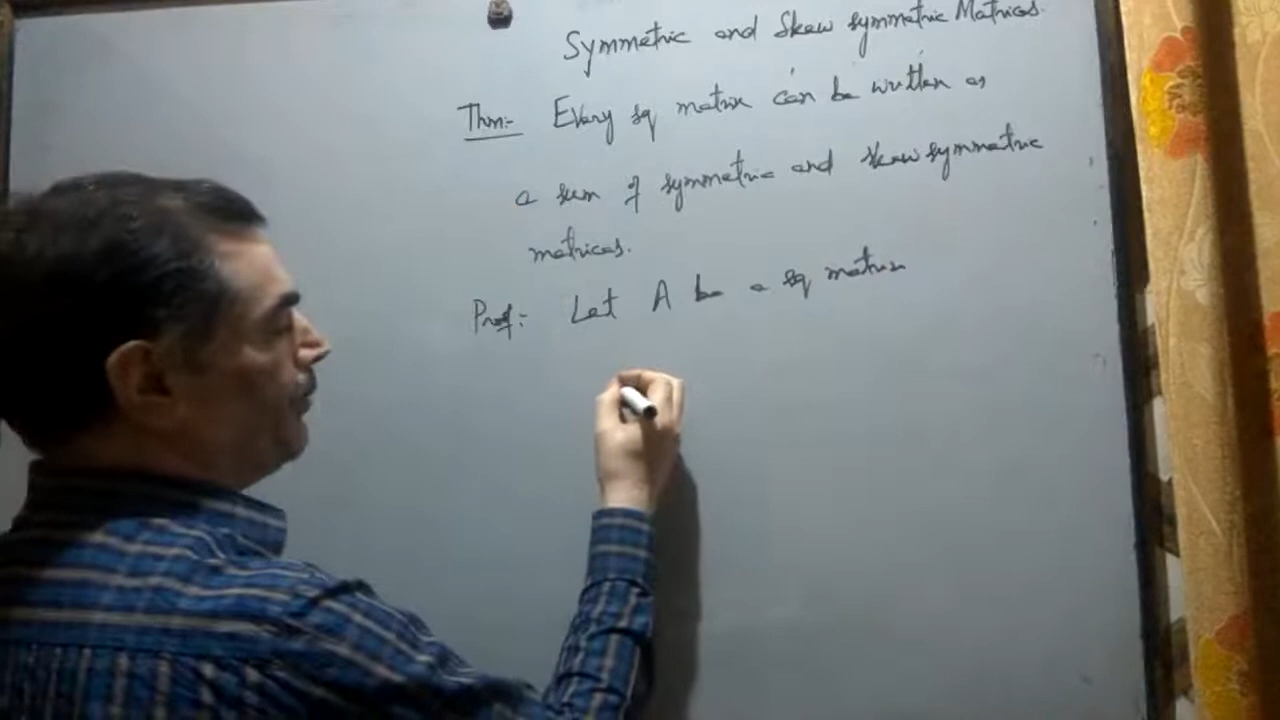 Symmetric and Skew symmetric Matrices.
Thm:- Every sq matrix can be written as
a sum of symmetric and skew symmetric
matrices.
Proof:- Let A be a sq matrix